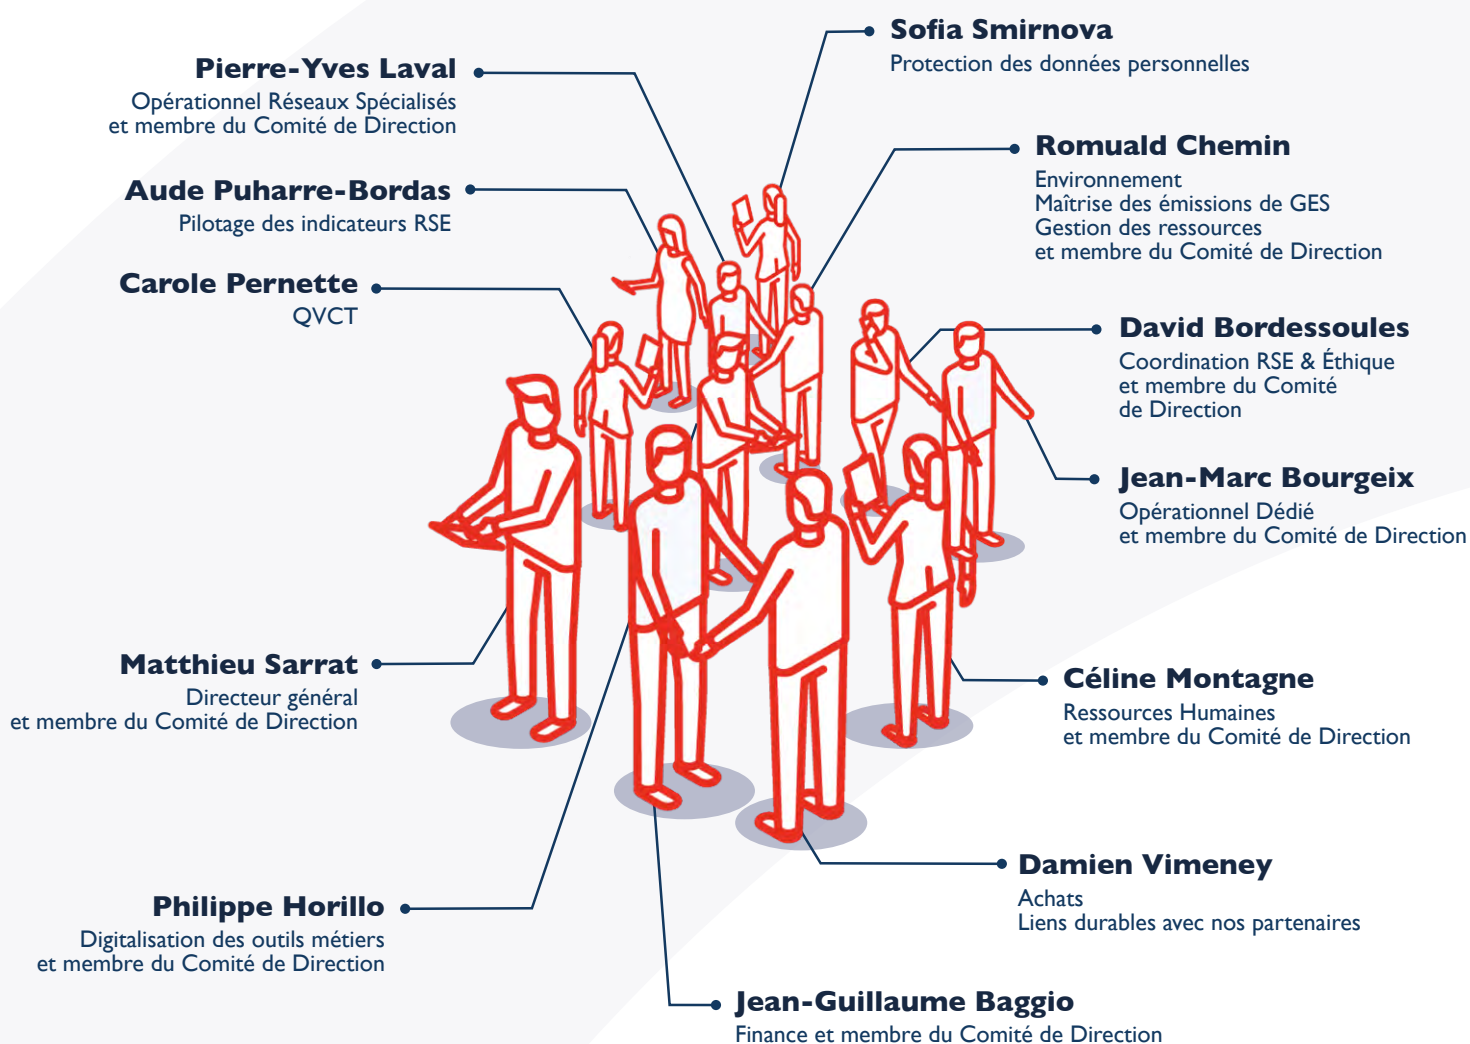 Sofia Smirnova
Protection des données personnelles
Pierre-Yves Laval
Opérationnel Réseaux Spécialisés
et membre du Comité de Direction
Romuald Chemin
Environnement
Maîtrise des émissions de GES
Gestion des ressources
et membre du Comité de Direction
Aude Puharre-Bordas
Pilotage des indicateurs RSE
Carole Pernette
QVCT
David Bordessoules
Coordination RSE & Éthique
et membre du Comité
de Direction
Jean-Marc Bourgeix
Opérationnel Dédié
et membre du Comité de Direction
Matthieu Sarrat
Directeur général
et membre du Comité de Direction
Céline Montagne
Ressources Humaines
et membre du Comité de Direction
Damien Vimeney
Achats
Liens durables avec nos partenaires
Philippe Horillo
Digitalisation des outils métiers
et membre du Comité de Direction
Jean-Guillaume Baggio
Finance et membre du Comité de Direction